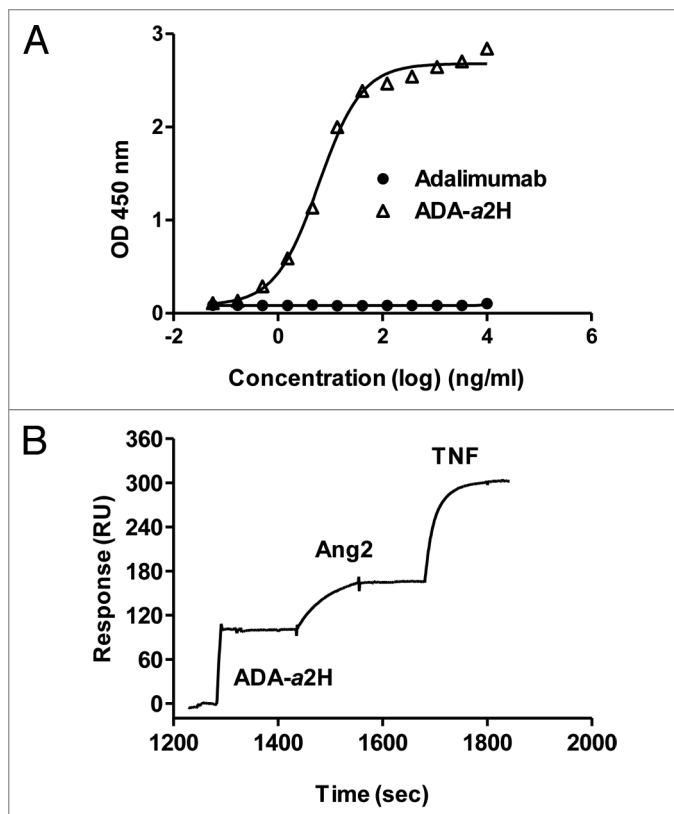 A
3
2
1
0
OD 450 nm
Adalimumab
ADA-a2H
-2 0 2 4 6
Concentration (log) (ng/ml)
B
360
300
240
180
120
60
0
Response (RU)
TNF
Ang2
ADA-a2H
1200 1400 1600 1800 2000
Time (sec)